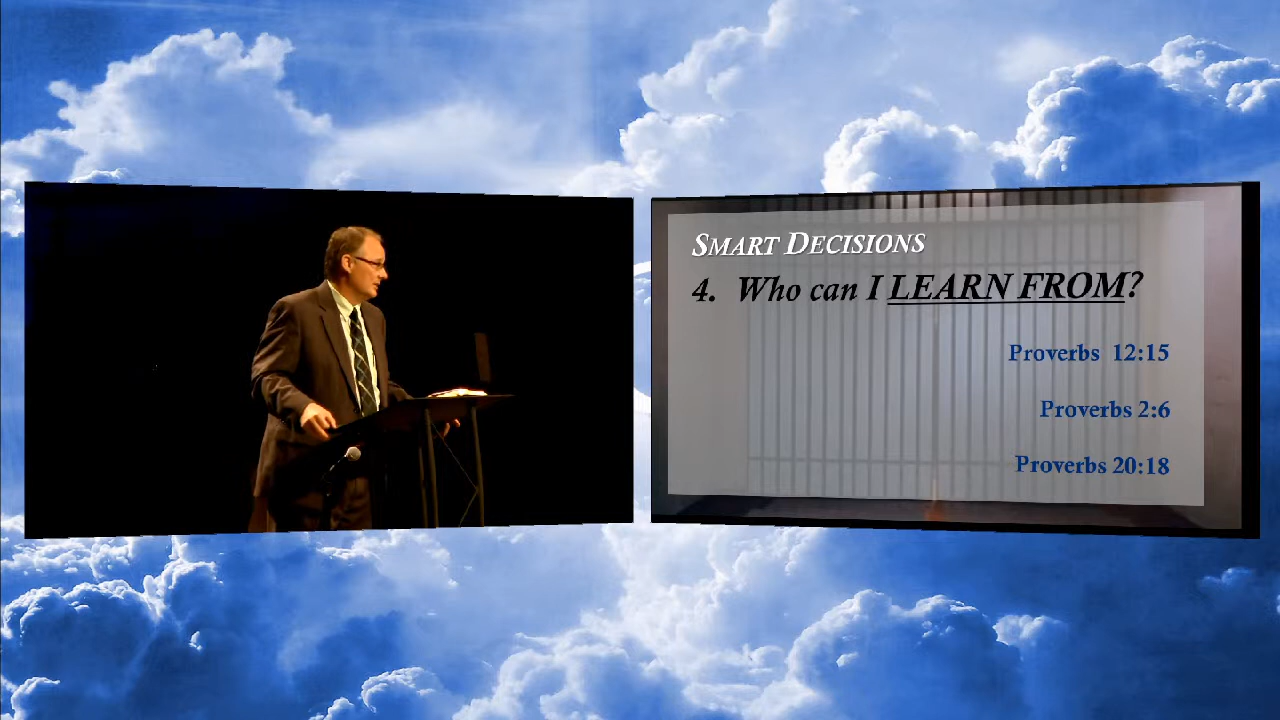 SMART DECISIONS
4. Who can I LEARN FROM?
Proverbs 12:15
Proverbs 2:6
Proverbs 20:18